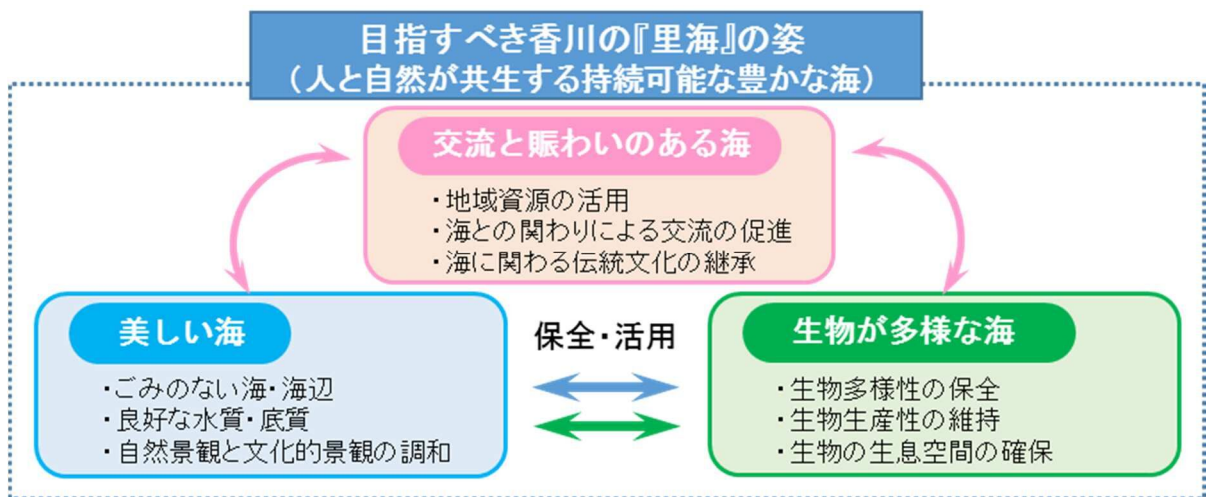 目指すべき香川の『里海』の姿
（人と自然が共生する持続可能な豊かな海）
交流と賑わいのある海
・地域資源の活用
・海との関わりによる交流の促進
・海に関わる伝統文化の継承
美しい海
・ごみのない海・海辺
・良好な水質・底質
・自然景観と文化的景観の調和
保全・活用
生物が多様な海
・生物多様性の保全
・生物生産性の維持
・生物の生息空間の確保